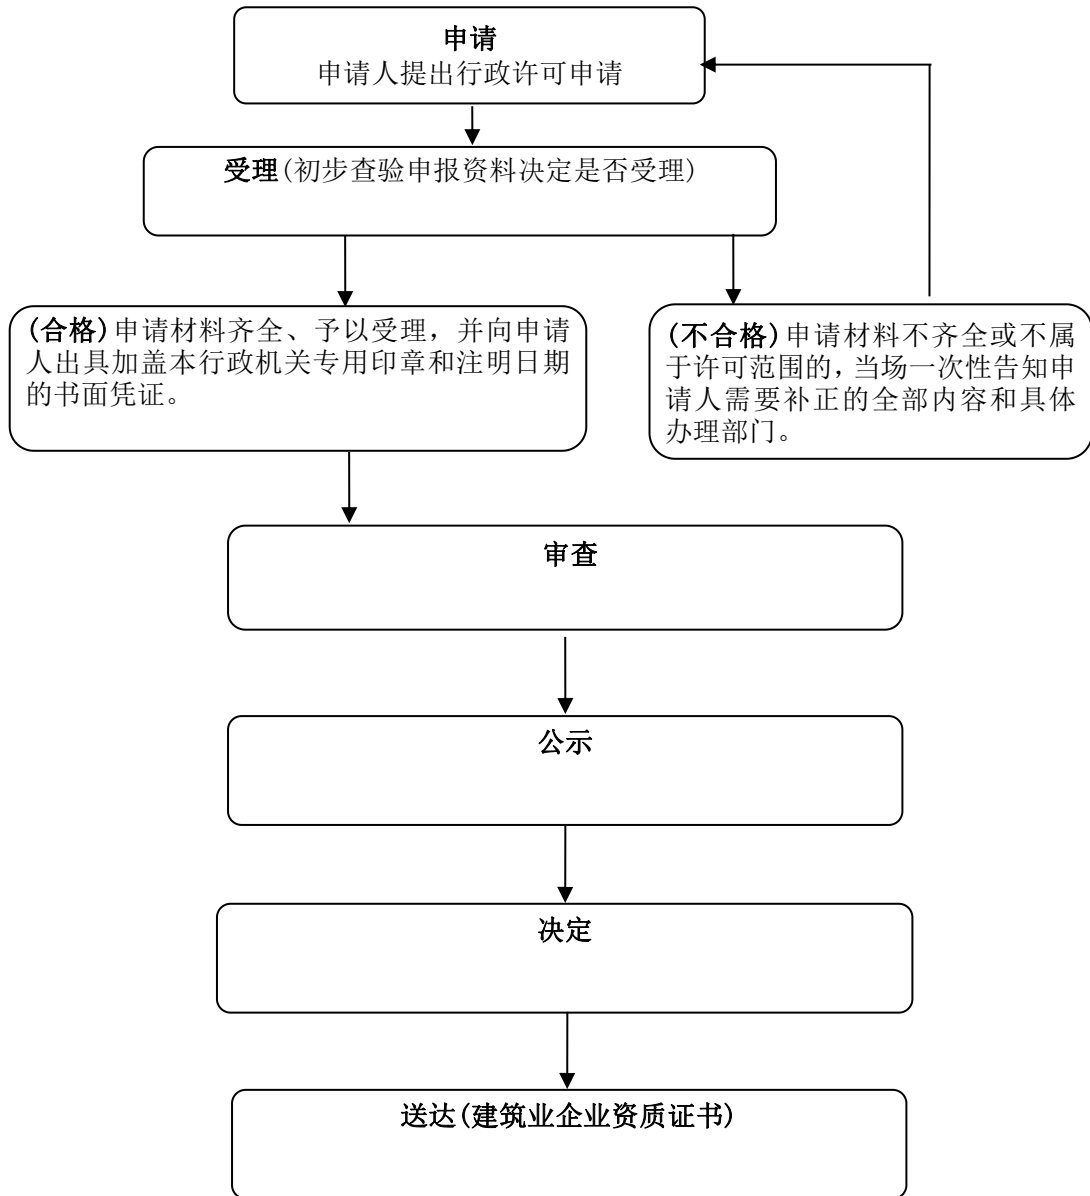 申请
申请人提出行政许可申请
受理(初步查验申报资料决定是否受理)
(合格)申请材料齐全、予以受理，并向申请
人出具加盖本行政机关专用印章和注明日期
的书面凭证。
(不合格)申请材料不齐全或不属
于许可范围的,当场一次性告知申
请人需要补正的全部内容和具体
办理部门。
审查
公示
决定
送达(建筑业企业资质证书)